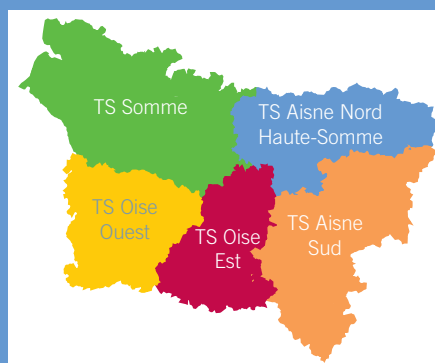 TS Somme
TS Aisne Nord
Haute-Somme
TS Oise
Ouest
TS Oise
Est
TS Aisne
Sud